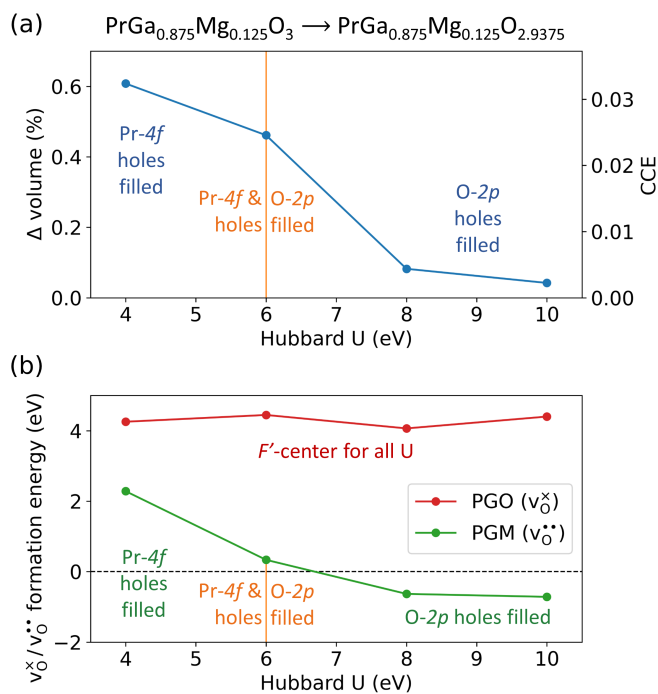 (a)
PrGa0.875Mg0.125O3 ⟶ PrGa0.875Mg0.125O2.9375
Δ volume (%)
0.6
0.4
0.2
0.0
CCE
0.03
0.02
0.01
0.00
Pr-4f
holes
filled
Pr-4f & O-2p
holes filled
O-2p
holes
filled
4 5 6 7 8 9 10
Hubbard U (eV)
(b)
vO×/vO•• formation energy (eV)
4
2
0
−2
F′-center for all U
PGO (vO×)
PGM (vO••)
Pr-4f
holes
filled
Pr-4f & O-2p
holes filled
O-2p holes filled
4 5 6 7 8 9 10
Hubbard U (eV)